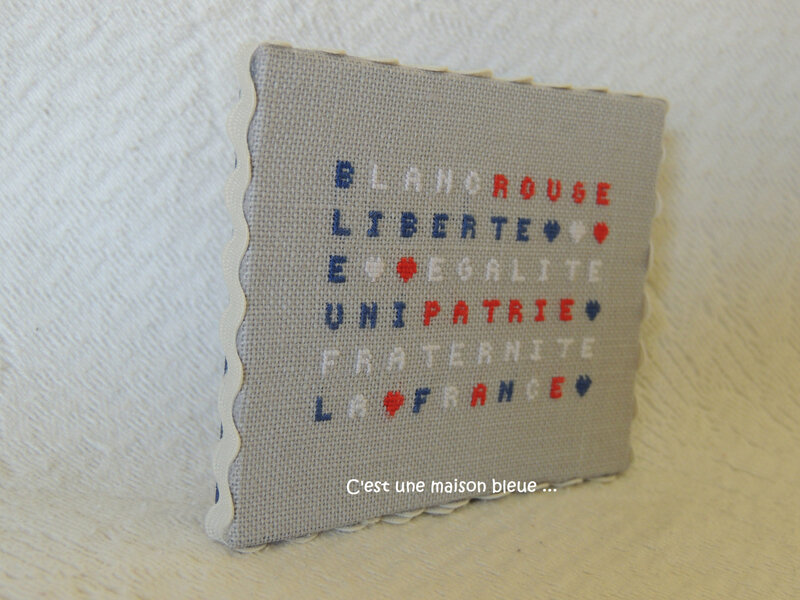 BLANCROUGE
LIBERTE♥♥♥
E♥♥EGALITE
UNIPATRIE♥
FRATERNITE
LA♥FRANCE♥
C'est une maison bleue ...